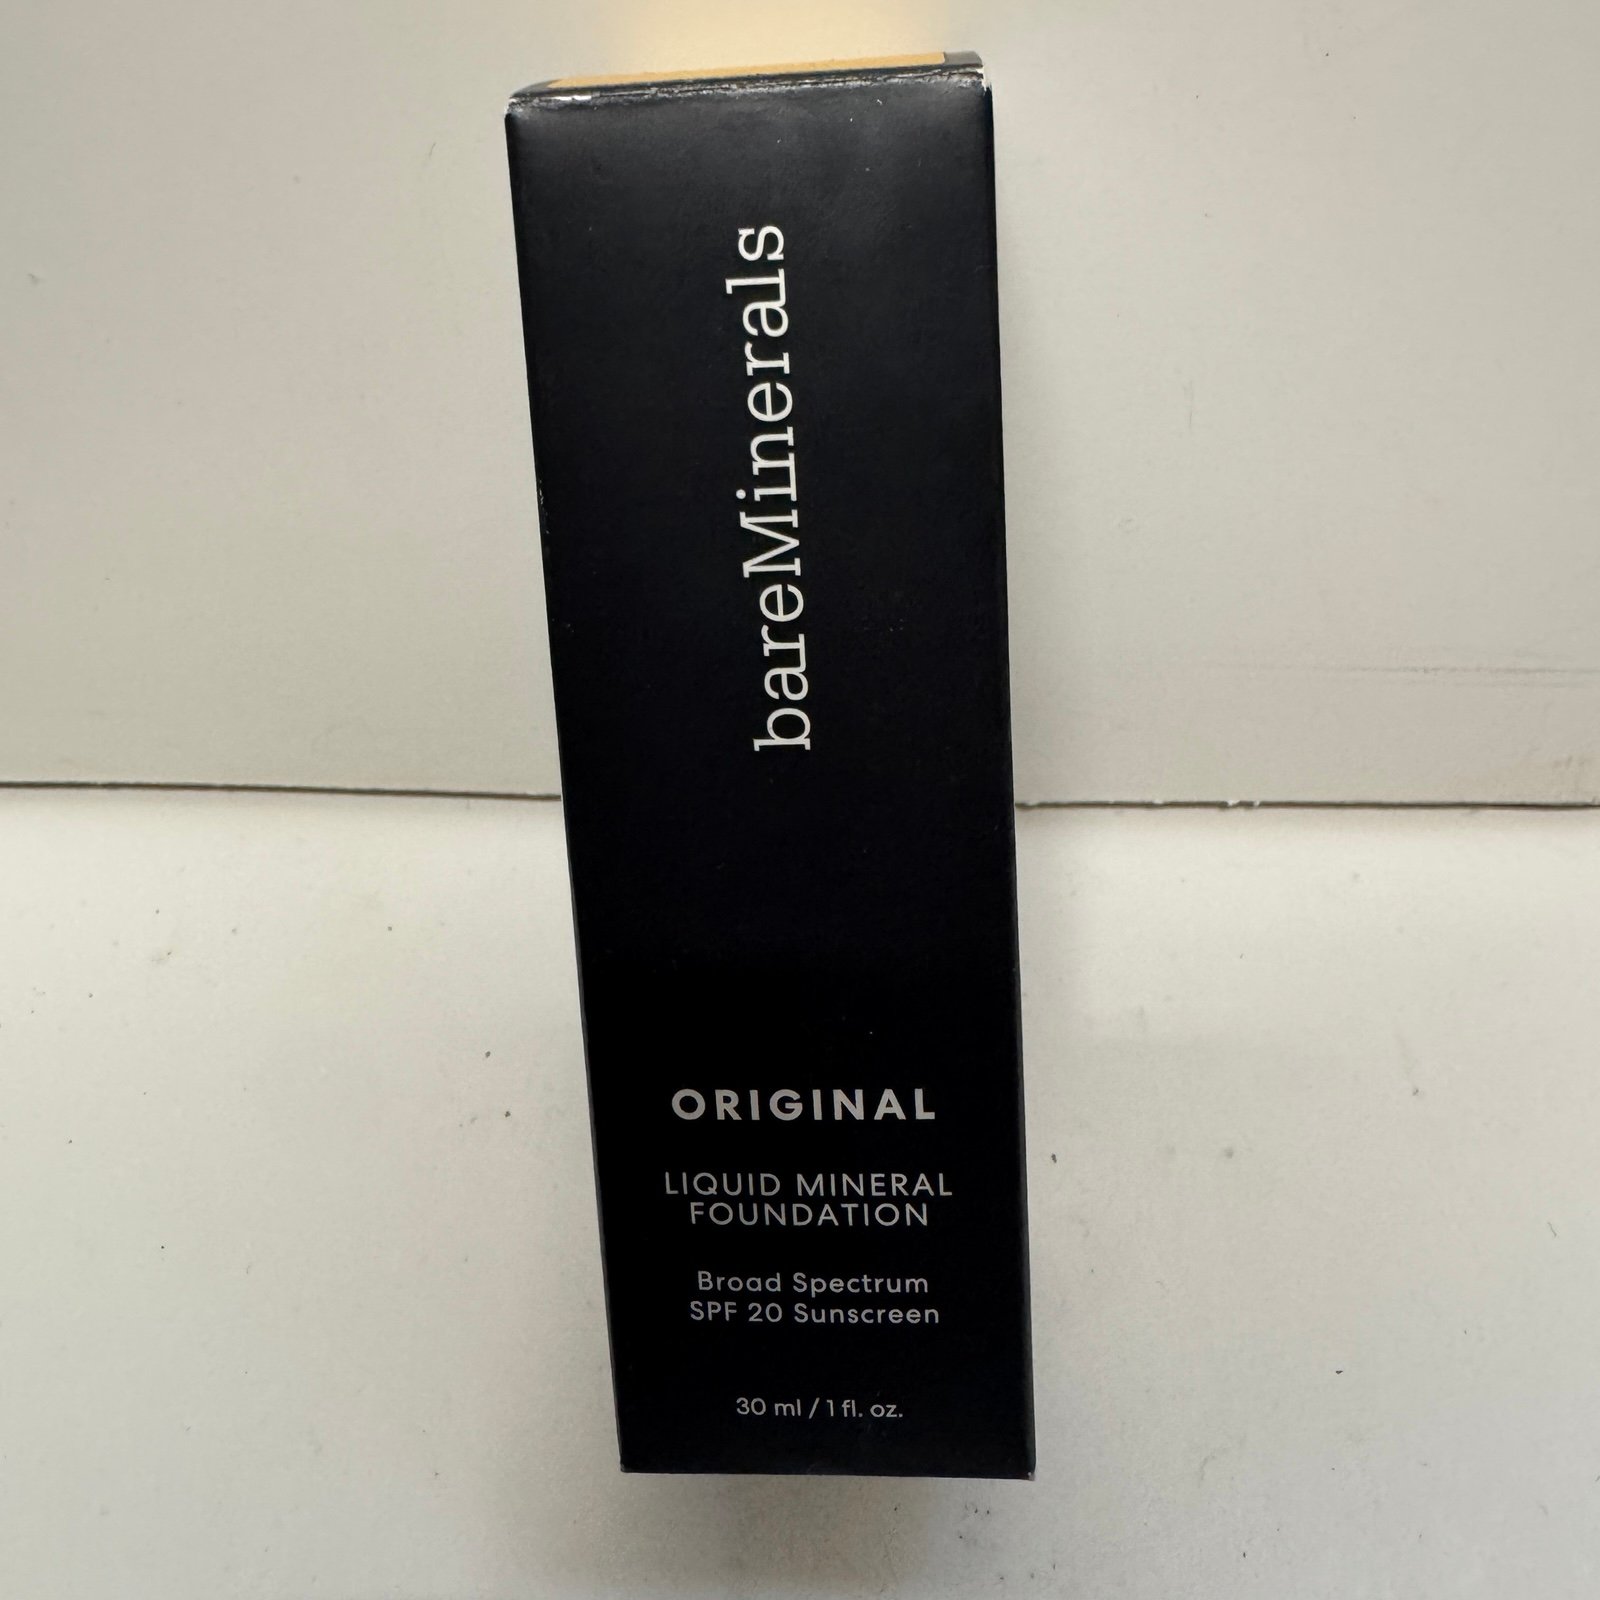 bareMinerals
ORIGINAL
LIQUID MINERAL
FOUNDATION
Broad Spectrum
SPF 20 Sunscreen
30 ml / 1 fl. oz.